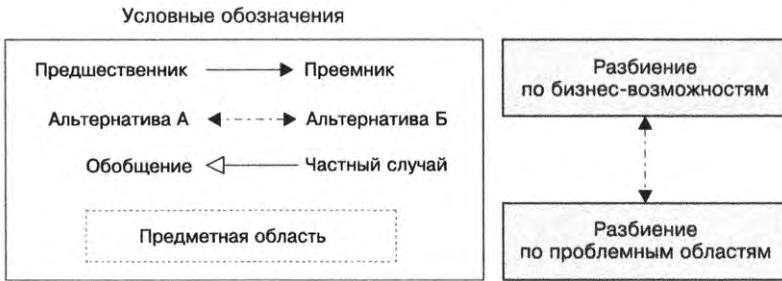 Условные обозначения
Предшественник Преемник
Альтернатива А Альтернатива Б
Обобщение Частный случай
Предметная область
Разбиение
по бизнес-возможностям
Разбиение
по проблемным областям